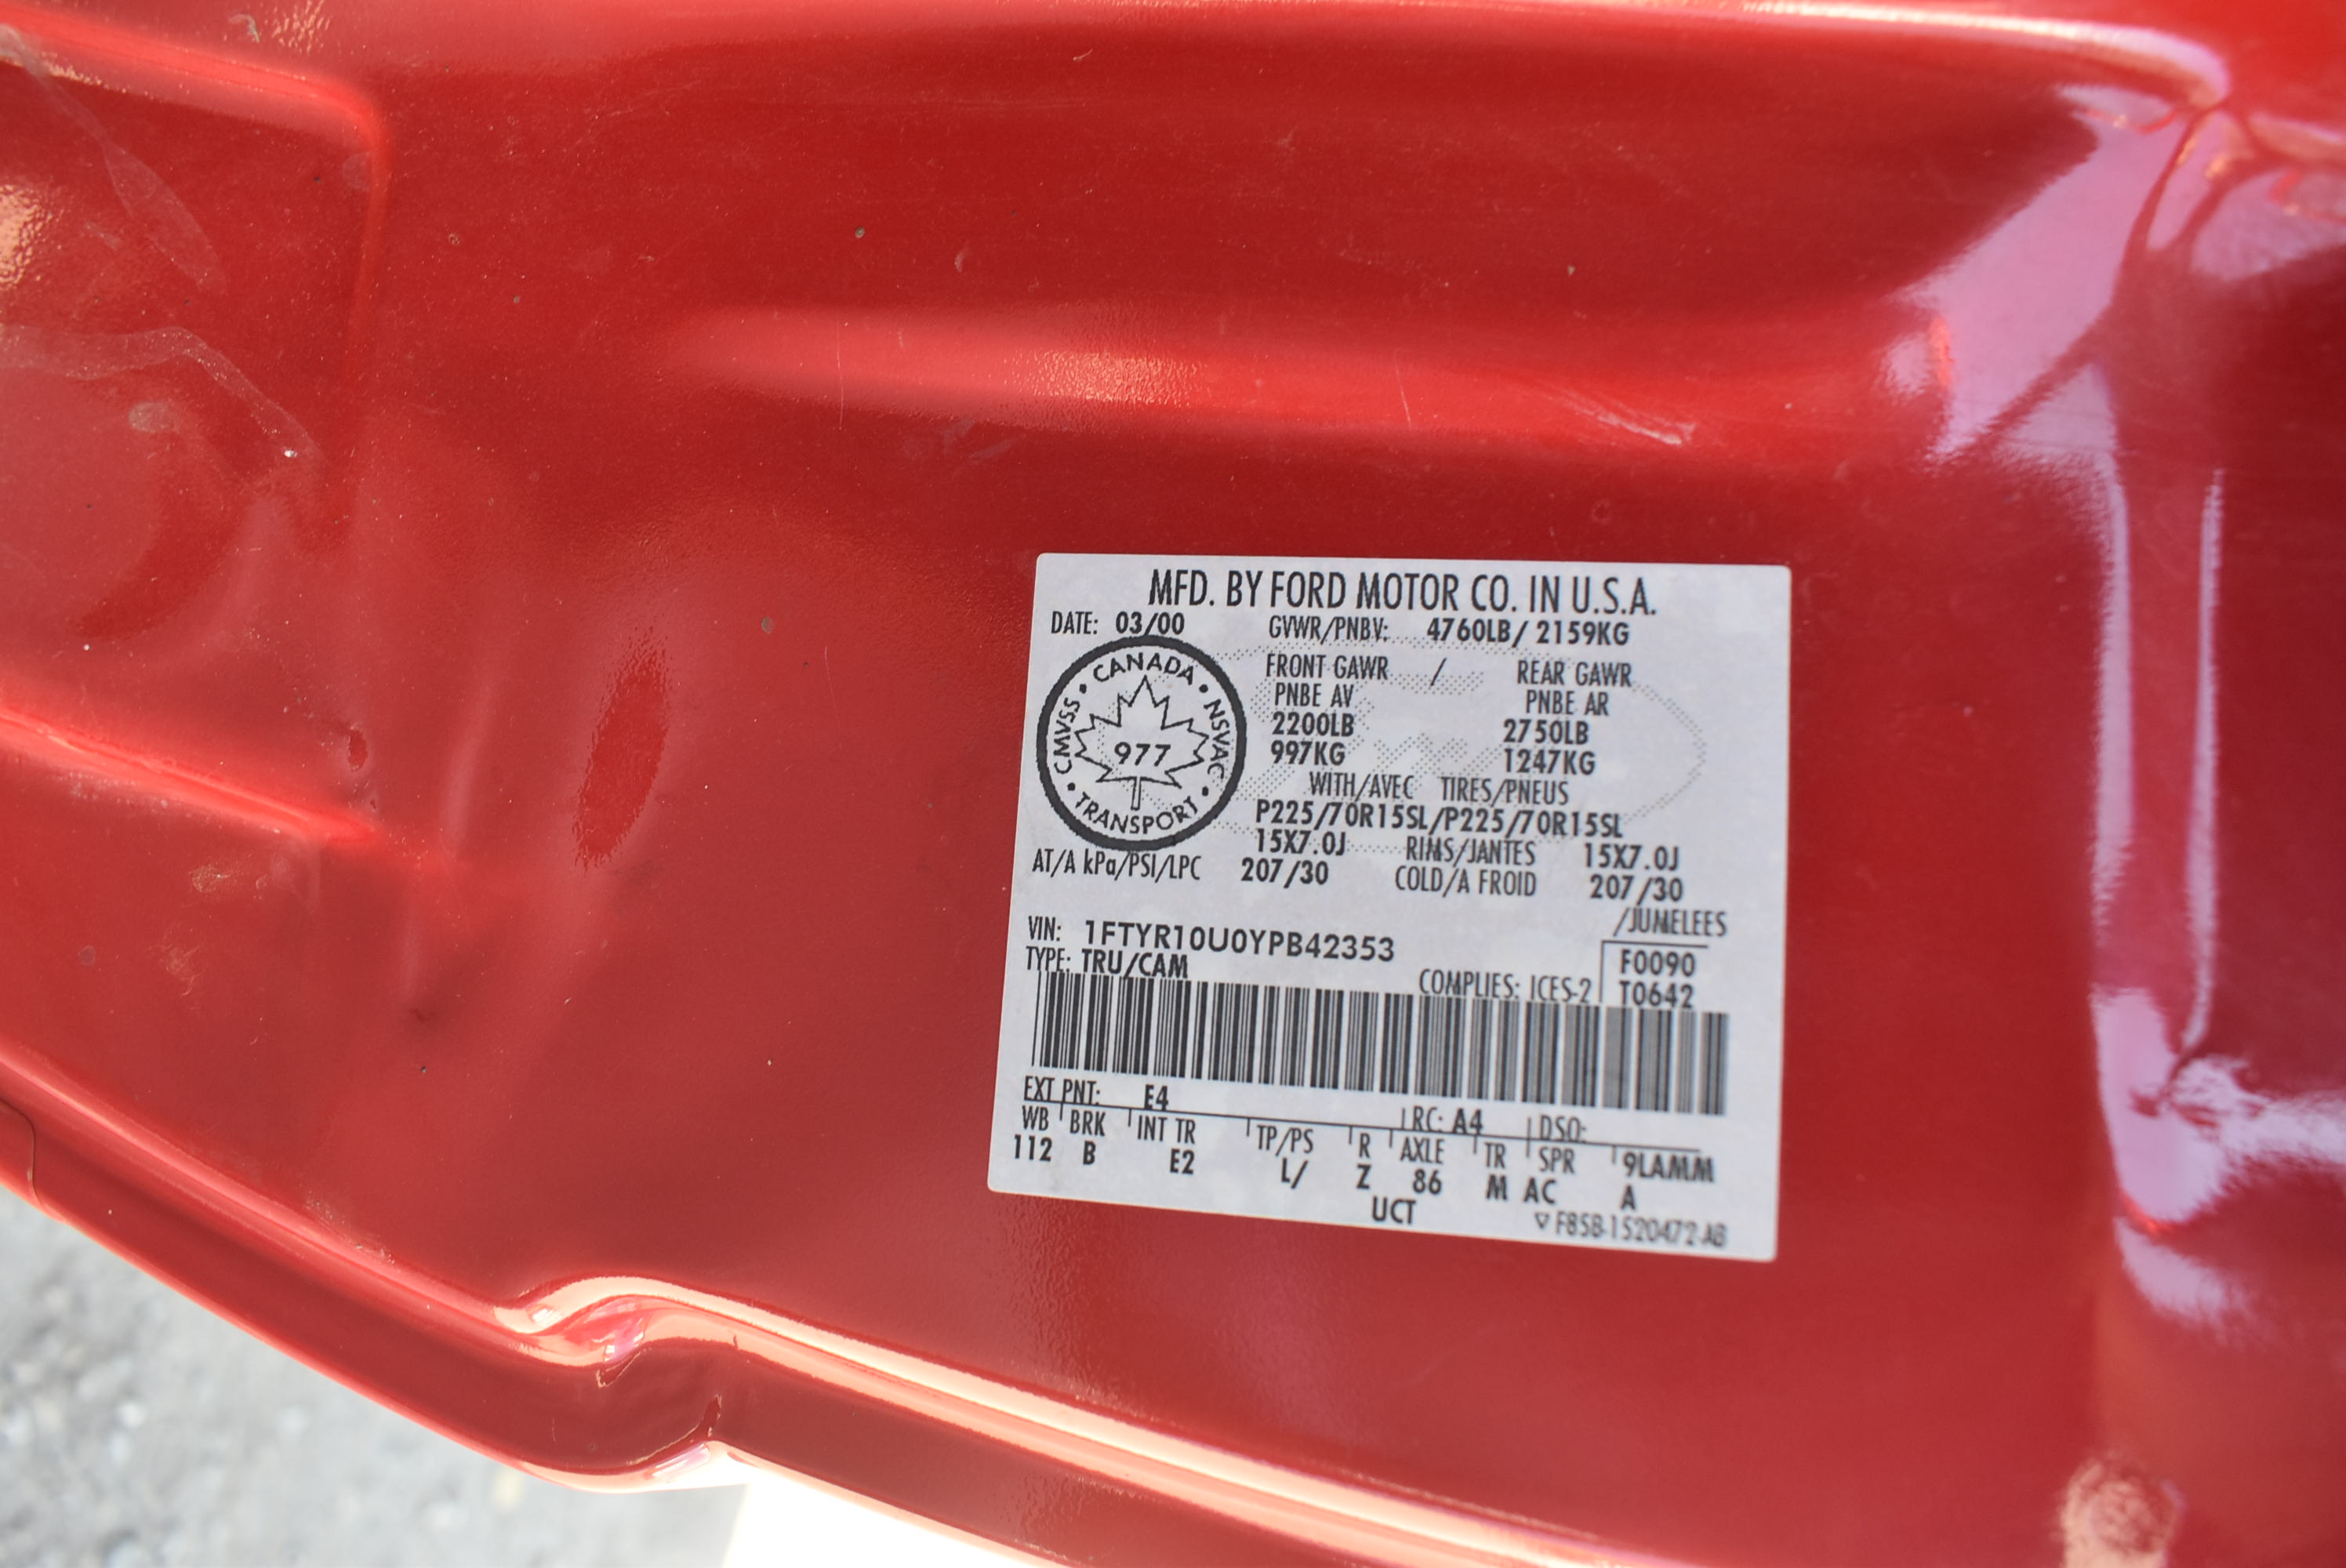 MFD. BY FORD MOTOR CO. IN U.S.A.
DATE: 03/00 GVWR/PNBV: 4760LB/ 2159KG
CANADA • NSVAC • TRANSPORT • CMVSS •
977
FRONT GAWR / REAR GAWR
PNBE AV PNBE AR
2200LB 2750LB
997KG 1247KG
WITH/AVEC TIRES/PNEUS
P225/70R15SL/P225/70R15SL
15X7.0J RIMS/JANTES 15X7.0J
AT/A kPa/PSI/LPC 207/30 COLD/A FROID 207/30
/JUMELEES
VIN: 1FTYR10U0YPB42353 F0090
TYPE: TRU/CAM COMPLIES: ICES-2 T0642
EXT PNT: E4 RC: A4 DSO:
WB BRK INT TR TP/PS R AXLE TR SPR 9LAMM
112 B E2 L/ Z 86 M AC A
UCT F85B-1520472-AB